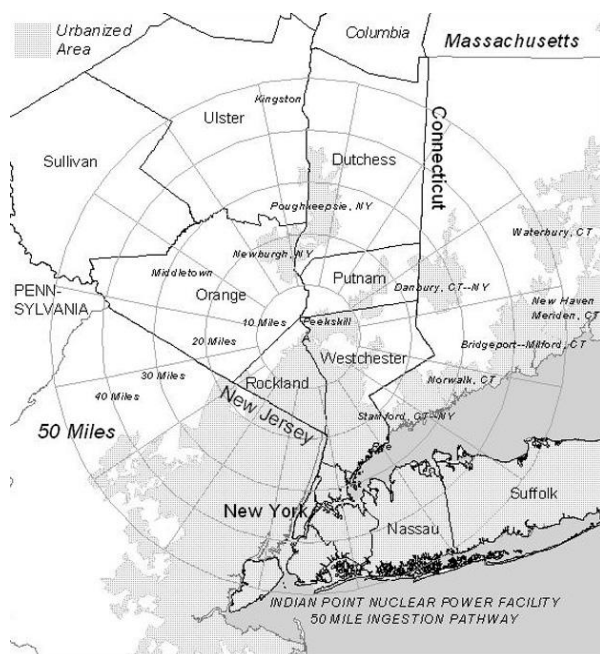 Urbanized
Area
Columbia
Massachusetts
Kingston
Ulster
Connecticut
Sullivan
Dutchess
Poughkeepsie, NY
Waterbury, CT
Newburgh, NY
Middletown
Putnam
PENN-
SYLVANIA
Orange
Danbury, CT--NY
New Haven
Meriden, CT
10 Miles
Peekskill
20 Miles
Westchester
Bridgeport--Milford, CT
30 Miles
Rockland
Norwalk, CT
40 Miles
New Jersey
Stamford, CT--NY
50 Miles
Rye
New York
Suffolk
Nassau
INDIAN POINT NUCLEAR POWER FACILITY
50 MILE INGESTION PATHWAY